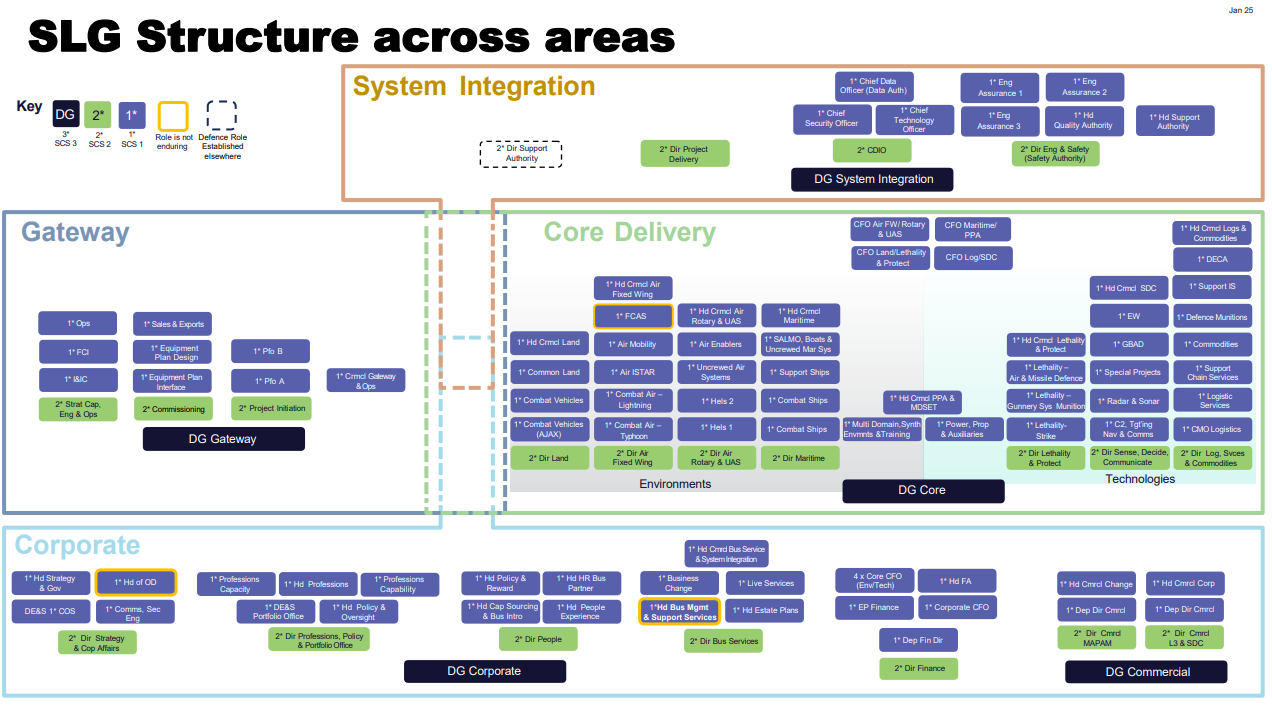 Jan 25
SLG Structure across areas
Key
DG
2*
1*
3*
SCS 3
2*
SCS 2
1*
SCS 1
Role is not
enduring
Defence Role
Established
elsewhere
System Integration
1* Chief Data
Officer (Data Auth)
1* Eng
Assurance 1
1* Eng
Assurance 2
1* Chief
Security Officer
1* Chief
Technology
Officer
1* Eng
Assurance 3
1* Hd
Quality Authority
1* Hd Support
Authority
2* Dir Support
Authority
2* Dir Project
Delivery
2* CDIO
2* Dir Eng & Safety
(Safety Authority)
DG System Integration
Gateway
1* Ops
1* Sales & Exports
1* FCI
1* Equipment
Plan Design
1* Pfo B
1* I&IC
1* Equipment Plan
Interface
1* Pfo A
1* Crmcl Gateway
&Ops
2* Strat Cap,
Eng & Ops
2* Commissioning
2* Project Initiation
DG Gateway
Core Delivery
CFO Air FW/ Rotary
& UAS
CFO Maritime/
PPA
CFO Land/Lethality
& Protect
CFO Log/SDC
1* Hd Crmcl Land
1* Common Land
1* Combat Vehicles
1* Combat Vehicles
(AJAX)
2* Dir Land
1* Hd Crmcl Air
Fixed Wing
1* FCAS
1* Air Mobility
1* Air ISTAR
1* Combat Air –
Lightning
1* Combat Air –
Typhoon
2* Dir Air
Fixed Wing
1* Hd Crmcl Air
Rotary & UAS
1* Air Enablers
1* Uncrewed Air
Systems
1* Hels 2
1* Hels 1
2* Dir Air
Rotary & UAS
1* Hd Crmcl
Maritime
1* SALMO, Boats &
Uncrewed Mar Sys
1* Support Ships
1* Combat Ships
1* Combat Ships
2* Dir Maritime
Environments
1* Hd Crmcl PPA &
MDSET
1* Multi Domain,Synth
Envmnts &Training
1* Power, Prop
& Auxiliaries
DG Core
1* Hd Crmcl Lethality
& Protect
1* Lethality –
Air & Missile Defence
1* Lethality –
Gunnery Sys Munition
1* Lethality-
Strike
2* Dir Lethality
& Protect
1* Hd Crmcl SDC
1* EW
1* GBAD
1* Special Projects
1* Radar & Sonar
1* C2, Tgt'ing
Nav & Comms
2* Dir Sense, Decide,
Communicate
1* Hd Crmcl Logs &
Commodities
1* DECA
1* Support IS
1* Defence Munitions
1* Commodities
1* Support
Chain Services
1* Logistic
Services
1* CMO Logistics
2* Dir Log, Svces
& Commodities
Technologies
Corporate
1* Hd Strategy
& Gov
1* Hd of OD
DE&S 1* COS
1* Comms, Sec
Eng
2* Dir Strategy
& Cop Affairs
1* Professions
Capacity
1* Hd Professions
1* Professions
Capability
1* DE&S
Portfolio Office
1* Hd Policy &
Oversight
2* Dir Professions, Policy
& Portfolio Office
1* Hd Policy &
Reward
1* Hd HR Bus
Partner
1* Hd Cap Sourcing
& Bus Intro
1* Hd People
Experience
2* Dir People
1* Hd Cmrd Bus Service
& System Integration
1* Business
Change
1* Live Services
1*Hd Bus Mgmt
& Support Services
1* Hd Estate Plans
2* Dir Bus Services
4 x Core CFO
(Env/Tech)
1* Hd FA
1* EP Finance
1* Corporate CFO
1* Dep Fin Dir
2* Dir Finance
1* Hd Cmrcl Change
1* Hd Cmrcl Corp
1* Dep Dir Cmrcl
1* Dep Dir Cmrcl
2* Dir Cmrcl
MAPAM
2* Dir Cmrcl
L3 & SDC
DG Corporate
DG Commercial